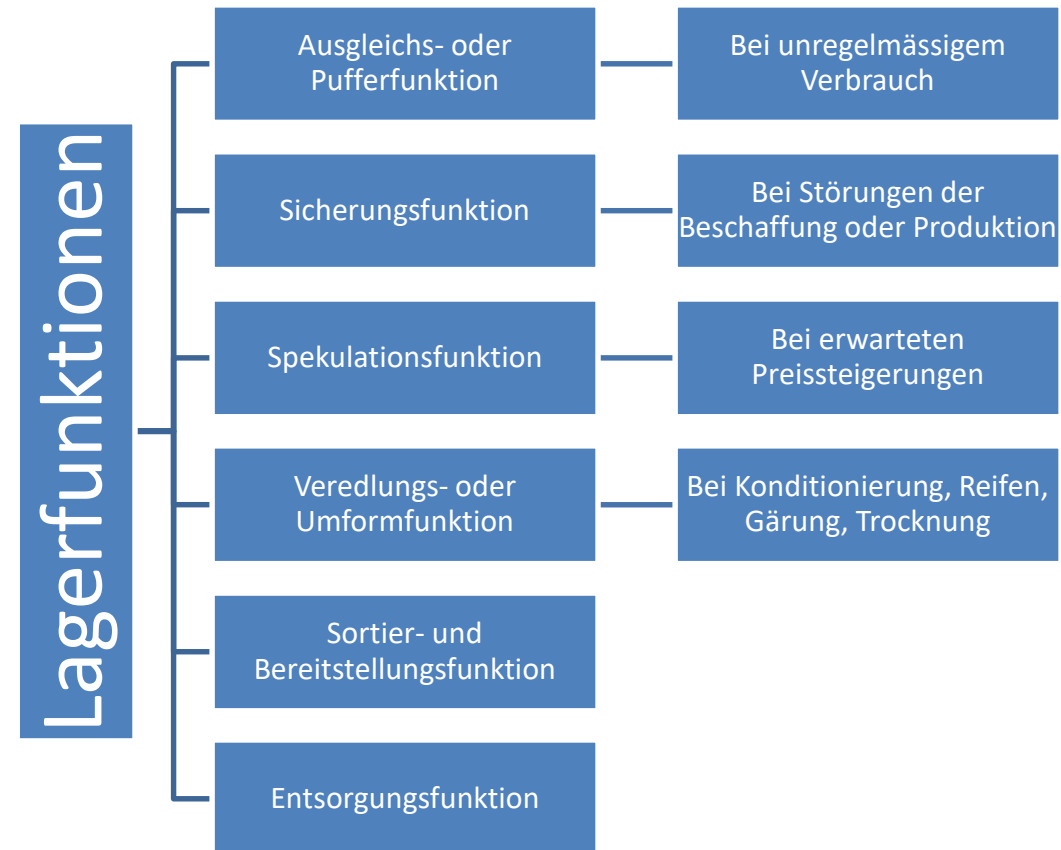 Lagerfunktionen
Ausgleichs- oder
Pufferfunktion
Bei unregelmässigem
Verbrauch
Sicherungsfunktion
Bei Störungen der
Beschaffung oder Produktion
Spekulationsfunktion
Bei erwarteten
Preissteigerungen
Veredlungs- oder
Umformfunktion
Bei Konditionierung, Reifen,
Gärung, Trocknung
Sortier- und
Bereitstellungsfunktion
Entsorgungsfunktion